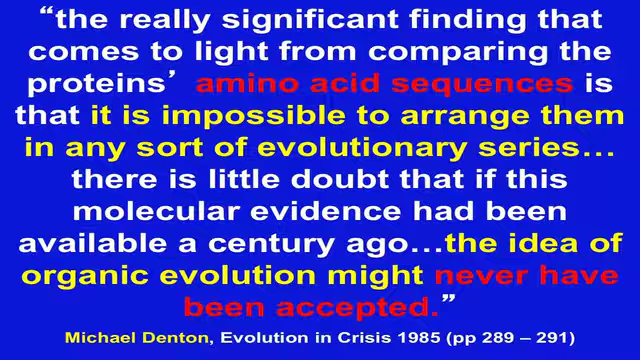 “the really significant finding that
comes to light from comparing the
proteins’ amino acid sequences is
that it is impossible to arrange them
in any sort of evolutionary series...
there is little doubt that if this
molecular evidence had been
available a century ago...the idea of
organic evolution might never have
been accepted.”
Michael Denton, Evolution in Crisis 1985 (pp 289 – 291)